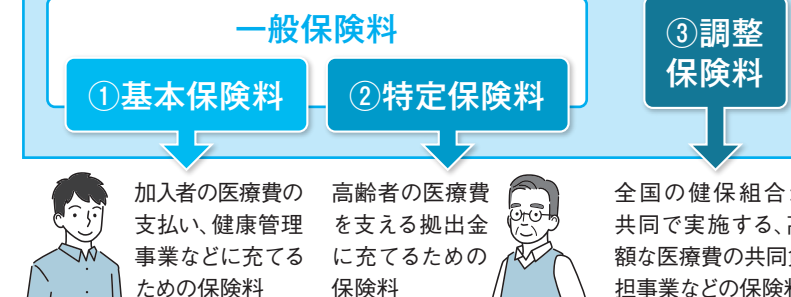 一般保険料
①基本保険料
②特定保険料
③調整
保険料
加入者の医療費の
支払い、健康管理
事業などに充てる
ための保険料
高齢者の医療費
を支える拠出金
に充てるための
保険料
全国の健保組合
共同で実施する、高
額な医療費の共同負
担事業などの保険料